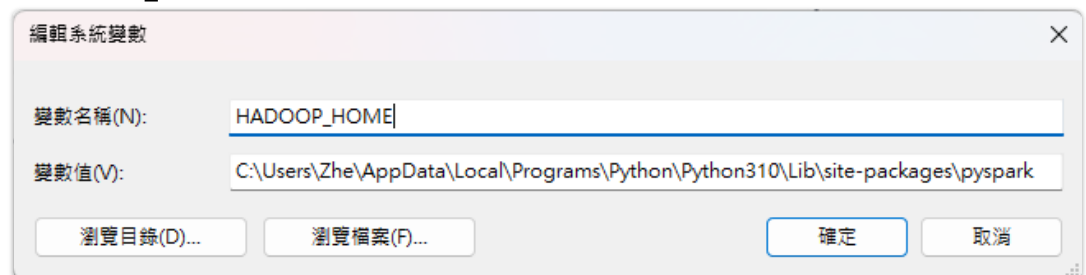 編輯系統變數
變數名稱(N): HADOOP_HOME
變數值(V): C:\Users\Zhe\AppData\Local\Programs\Python\Python310\Lib\site-packages\pyspark
瀏覽目錄(D)... 瀏覽檔案(F)... 確定 取消